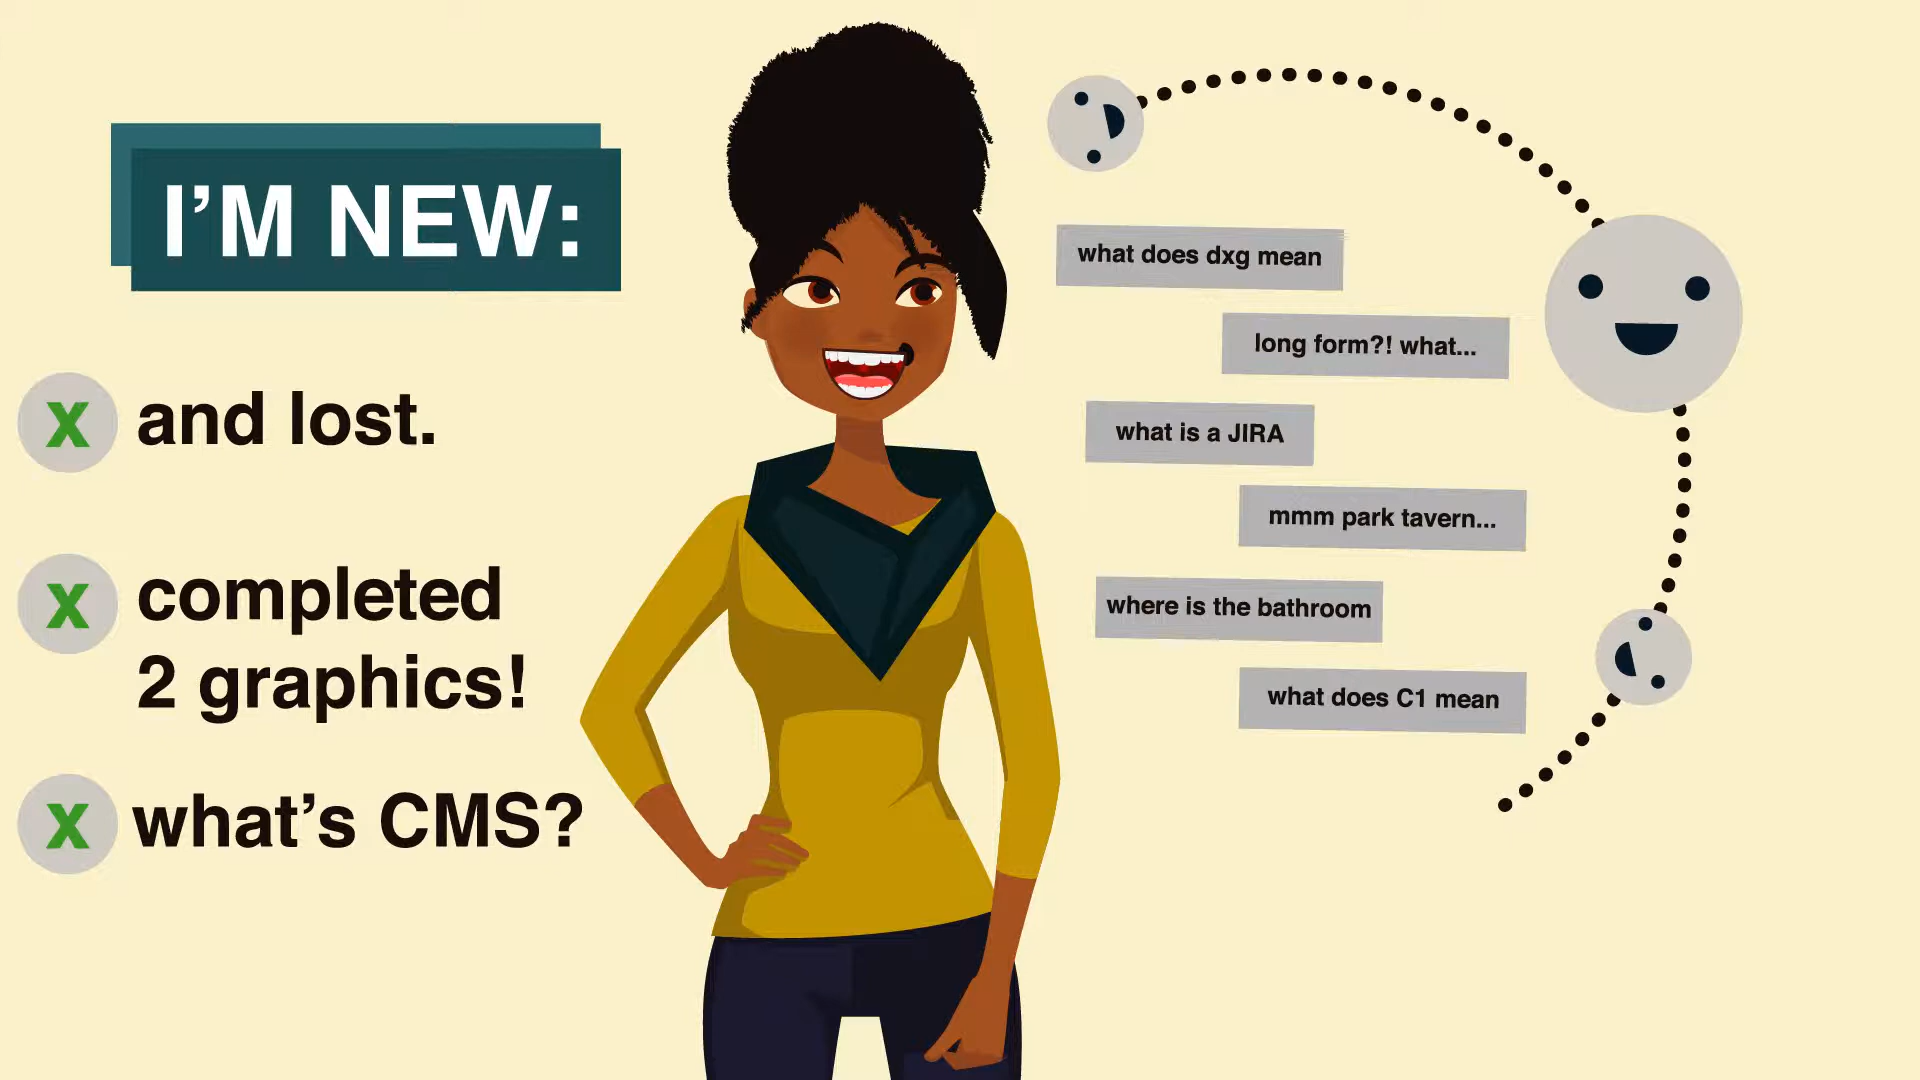 I'M NEW:
x and lost.
x completed
2 graphics!
x what's CMS?
what does dxg mean
long form?! what...
what is a JIRA
mmm park tavern...
where is the bathroom
what does C1 mean